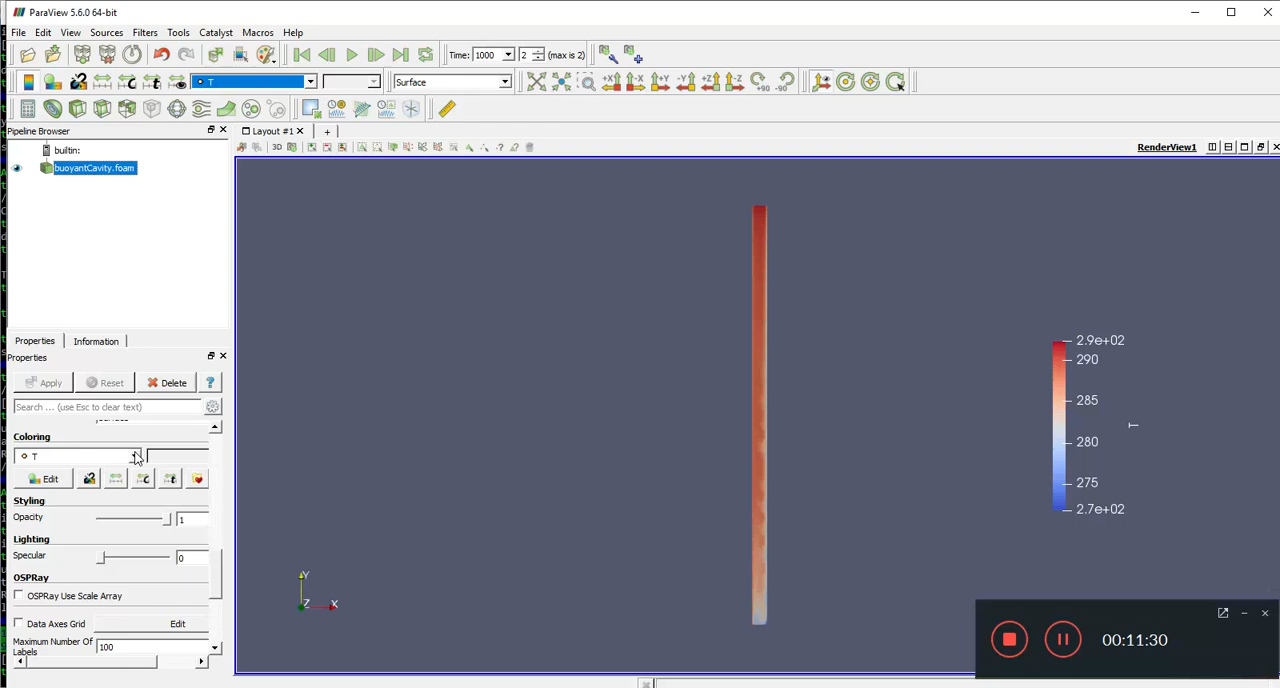 ParaView 5.6.0 64-bit
File Edit View Sources Filters Tools Catalyst Macros Help
Time: 1000 2 (max is 2)
T Surface +X -X +Y -Y +Z -Z +90 -90
Pipeline Browser
Layout #1 +
builtin:
3D RenderView1
buoyantCavity.foam
Properties Information
Properties
Apply Reset Delete ?
Search ... (use Esc to clear text)
Coloring
T
Edit
Styling
Opacity 1
Lighting
Specular 0
OSPRay
OSPRay Use Scale Array
Data Axes Grid Edit
Maximum Number Of Labels 100
2.9e+02
290
285
280
275
2.7e+02
T
Y
Z X
00:11:30